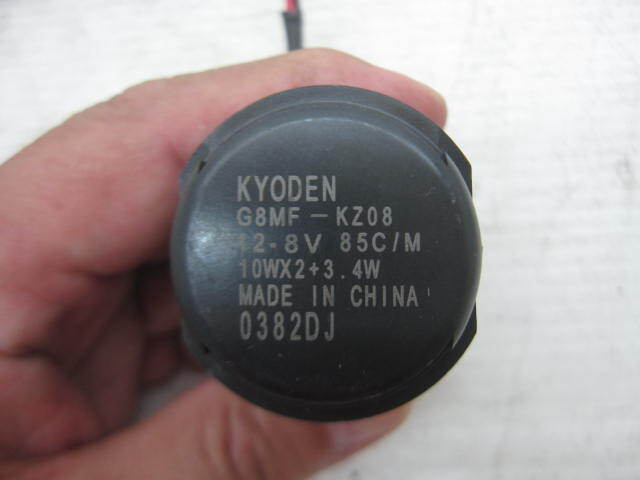 KYODEN
G8MF-KZ08
12-8V 85C/M
10WX2+3.4W
MADE IN CHINA
0382DJ